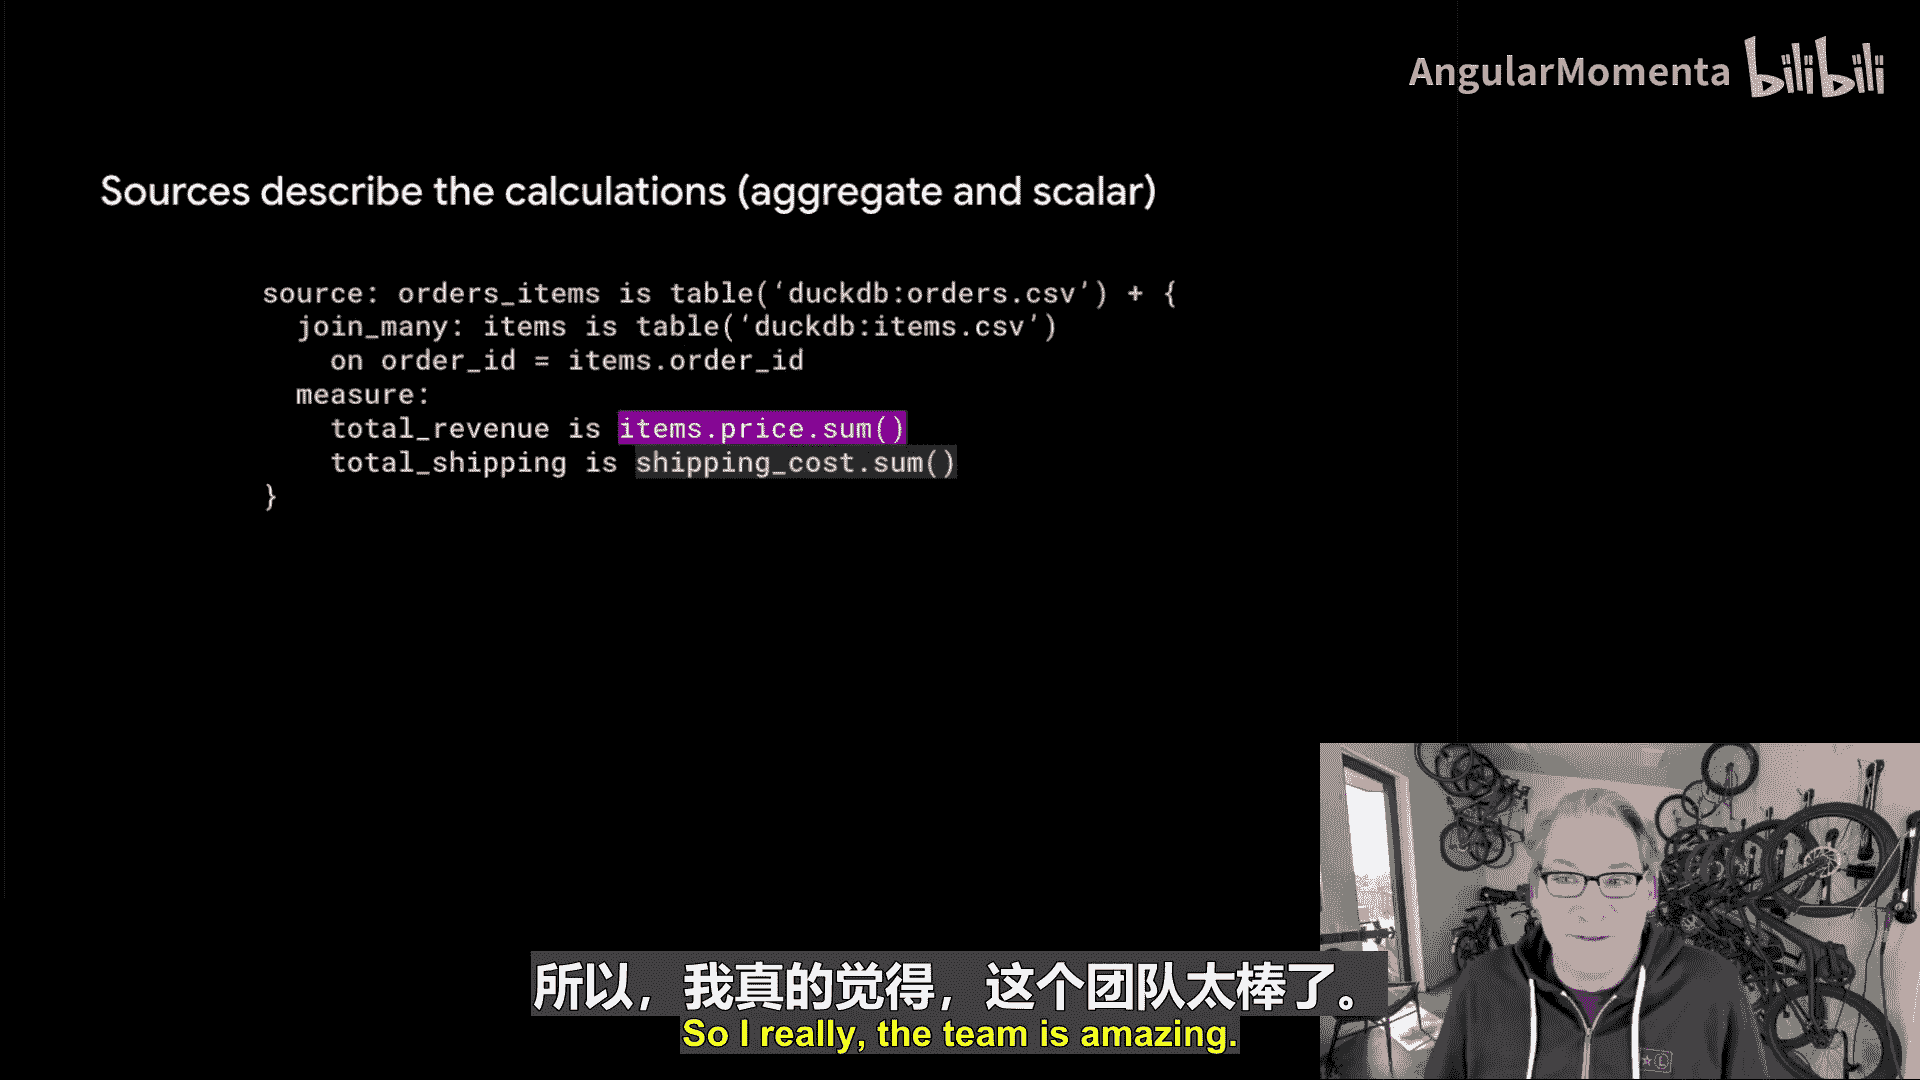 AngularMomenta bilibili
Sources describe the calculations (aggregate and scalar)
source: orders_items is table(‘duckdb:orders.csv’) + {
join_many: items is table(‘duckdb:items.csv’)
on order_id = items.order_id
measure:
total_revenue is items.price.sum()
total_shipping is shipping_cost.sum()
}
所以，我真的觉得，这个团队太棒了。
So I really, the team is amazing.